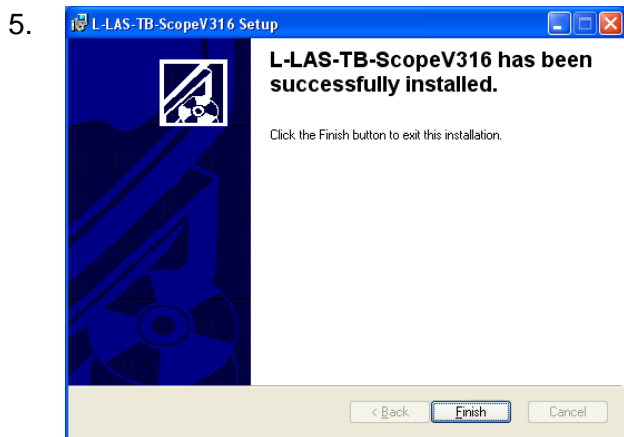 5.
L-LAS-TB-ScopeV316 Setup
L-LAS-TB-ScopeV316 has been
successfully installed.
Click the Finish button to exit this installation.
< Back Finish Cancel